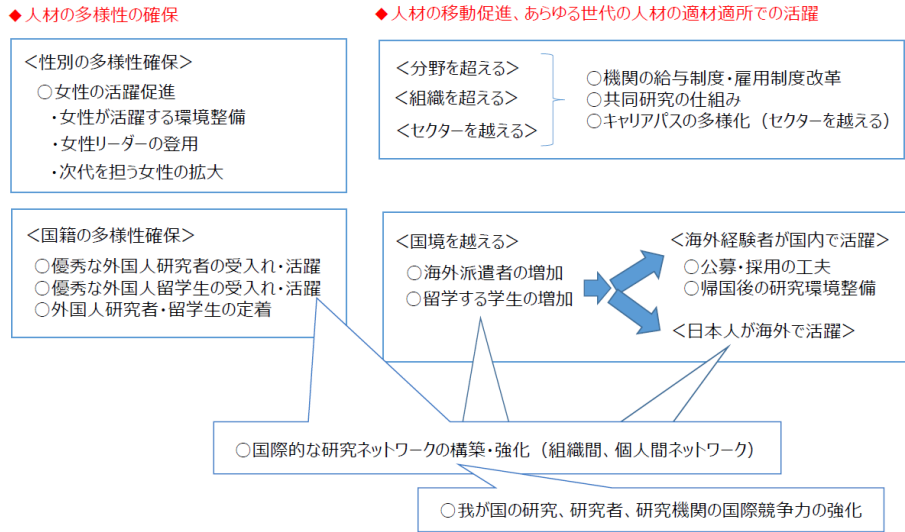 ◆人材の多様性の確保
<性別の多様性確保>
○女性の活躍促進
・女性が活躍する環境整備
・女性リーダーの登用
・次代を担う女性の拡大
<国籍の多様性確保>
○優秀な外国人研究者の受入れ・活躍
○優秀な外国人留学生の受入れ・活躍
○外国人研究者・留学生の定着
◆人材の移動促進、あらゆる世代の人材の適材適所での活躍
<分野を超える>
<組織を超える>
<セクターを越える>
○機関の給与制度・雇用制度改革
○共同研究の仕組み
○キャリアパスの多様化（セクターを越える）
<国境を越える>
○海外派遣者の増加
○留学する学生の増加
<海外経験者が国内で活躍>
○公募・採用の工夫
○帰国後の研究環境整備
<日本人が海外で活躍>
○国際的な研究ネットワークの構築・強化（組織間、個人間ネットワーク）
○我が国の研究、研究者、研究機関の国際競争力の強化